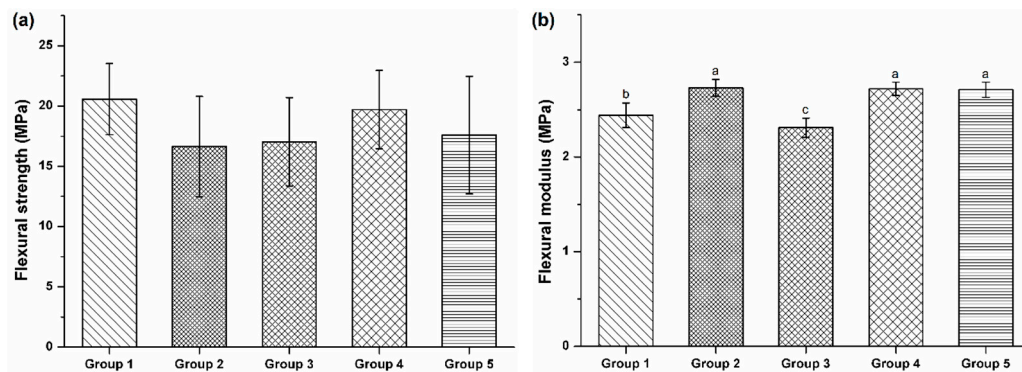 (a)
Flexural strength (MPa)
25
20
15
10
5
0
Group 1 Group 2 Group 3 Group 4 Group 5
(b)
Flexural modulus (MPa)
3
2
1
0
b a c a a
Group 1 Group 2 Group 3 Group 4 Group 5